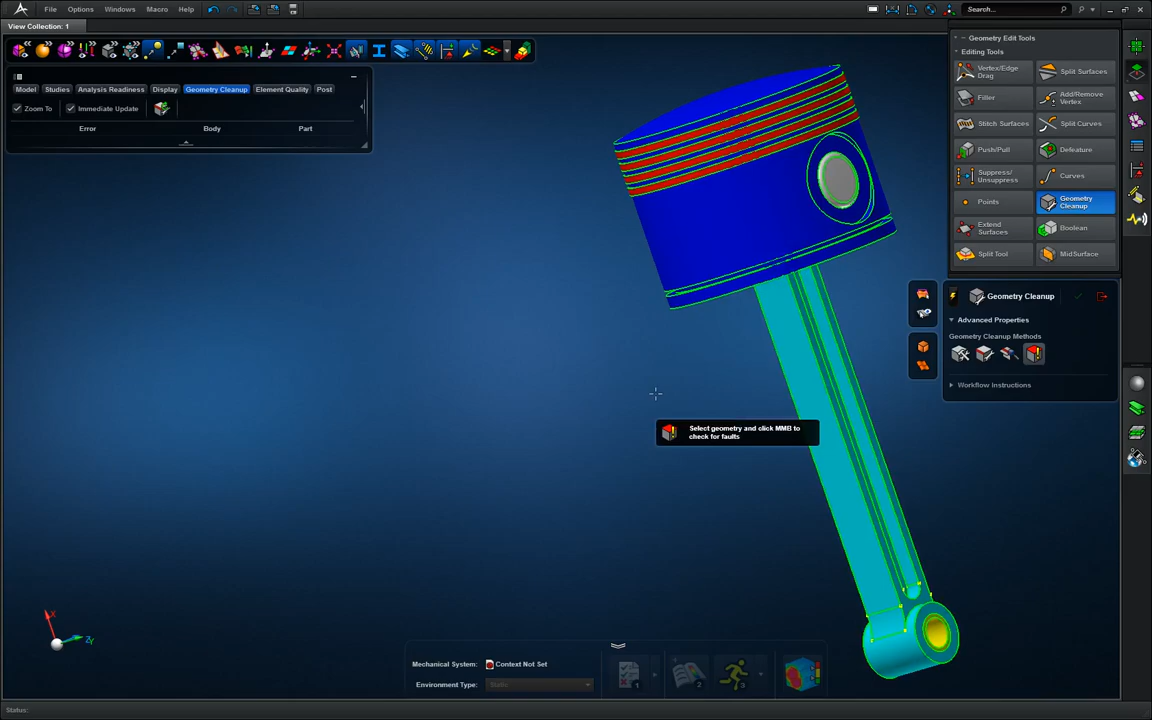 File Options Windows Macro Help
Search...
View Collection: 1
Model Studies Analysis Readiness Display Geometry Cleanup Element Quality Post
Zoom To Immediate Update
Error Body Part
Geometry Edit Tools
Editing Tools
Vertex/Edge Drag
Split Surfaces
Filler
Add/Remove Vertex
Stitch Surfaces
Split Curves
Push/Pull
Defeature
Suppress/ Unsuppress
Curves
Points
Geometry Cleanup
Extend Surfaces
Boolean
Split Tool
MidSurface
Geometry Cleanup
Advanced Properties
Geometry Cleanup Methods
Workflow Instructions
Select geometry and click MMB to
check for faults
X
Mechanical System: Context Not Set
Environment Type: Static
1 2 3
Status: